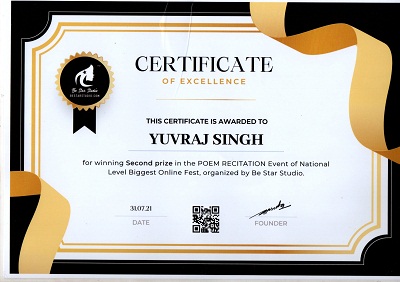 CERTIFICATE
OF EXCELLENCE
Be Star Studio
BESTARSTUDIO.COM
THIS CERTIFICATE IS AWARDED TO
YUVRAJ SINGH
for winning Second prize in the POEM RECITATION Event of National
Level Biggest Online Fest, organized by Be Star Studio.
31.07.21
DATE
FOUNDER